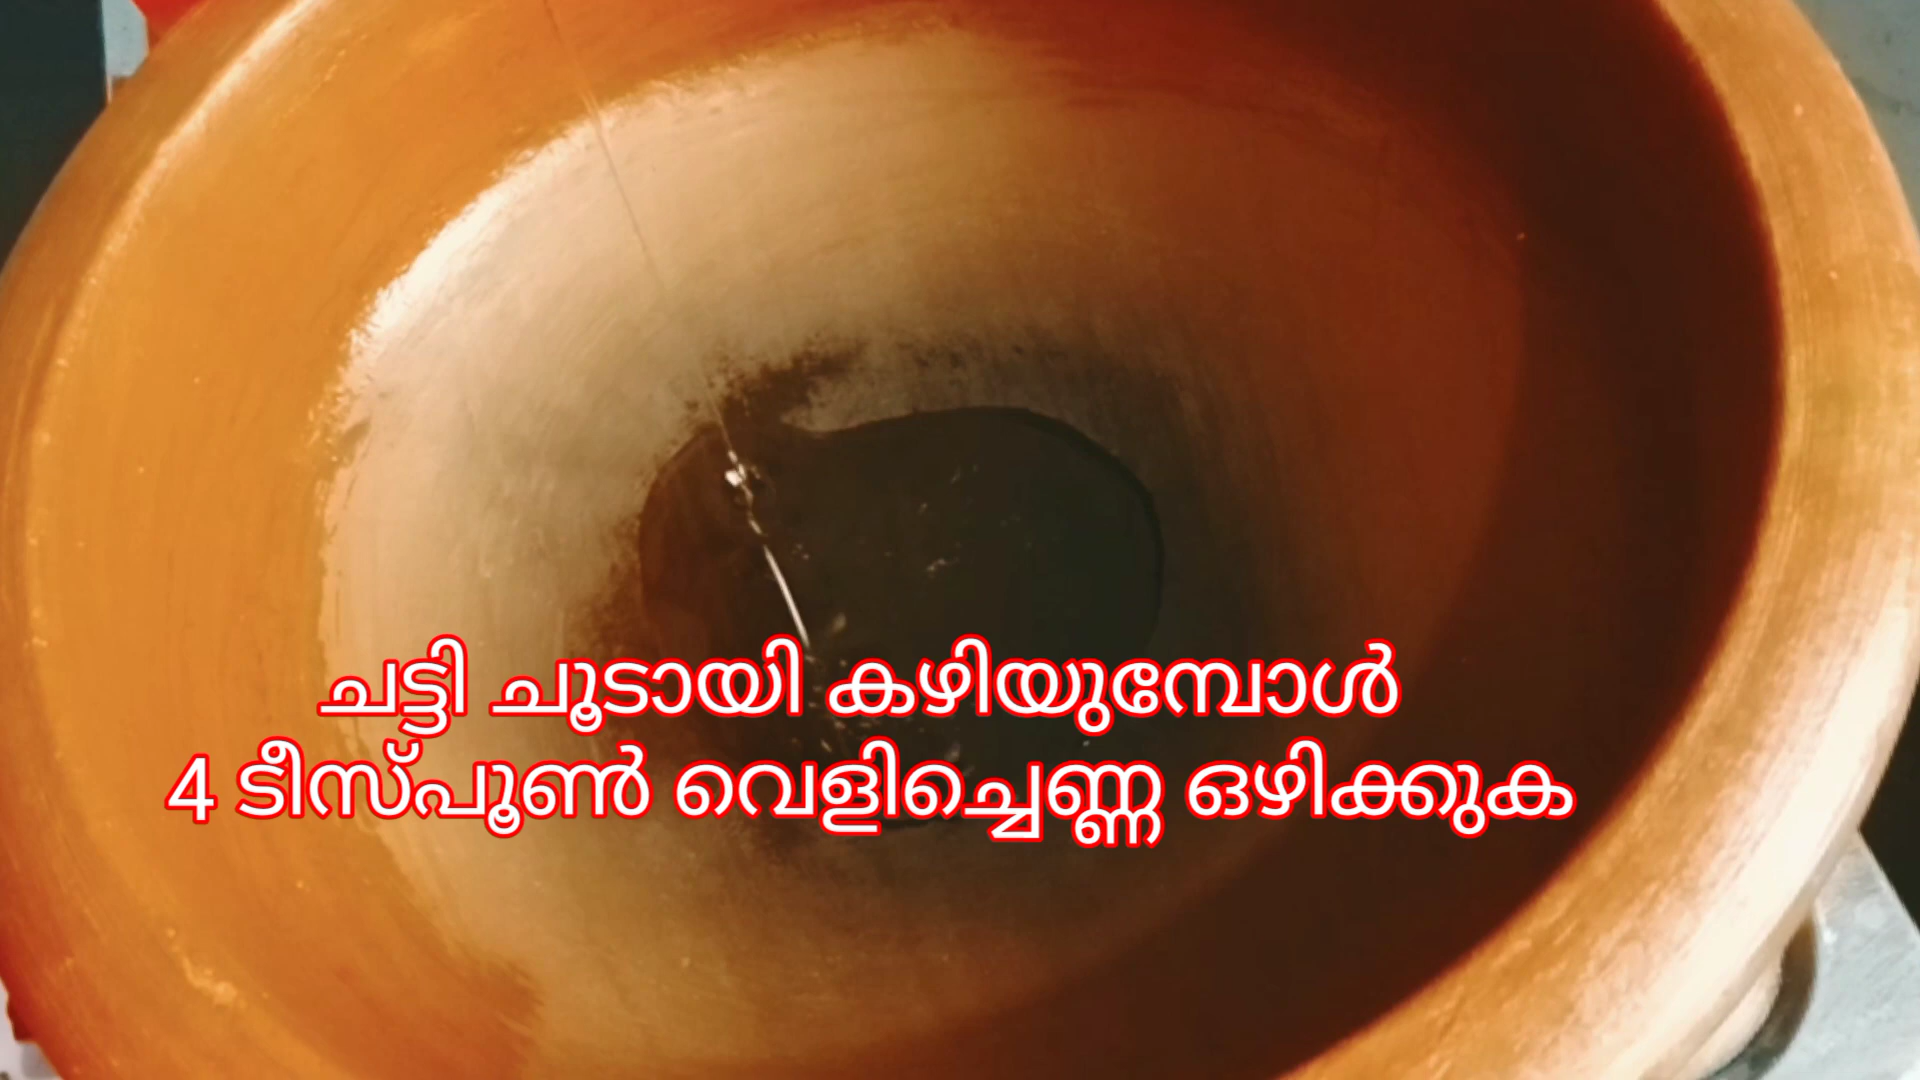 ചട്ടി ചൂടായി കഴിയുമ്പോൾ
4 ടീസ്പൂൺ വെളിച്ചെണ്ണ ഒഴിക്കുക